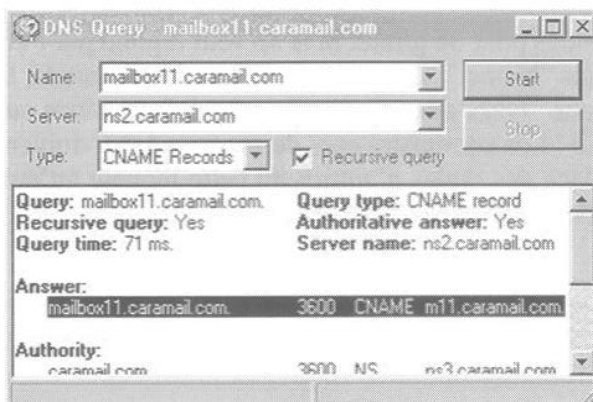 DNS Query - mailbox11.caramail.com
Name: mailbox11.caramail.com Start
Server: ns2.caramail.com Stop
Type: CNAME Records Recursive query
Query: mailbox11.caramail.com. Query type: CNAME record
Recursive query: Yes Authoritative answer: Yes
Query time: 71 ms. Server name: ns2.caramail.com
Answer:
mailbox11.caramail.com. 3600 CNAME m11.caramail.com.
Authority:
caramail.com 3600 NS ns3.caramail.com